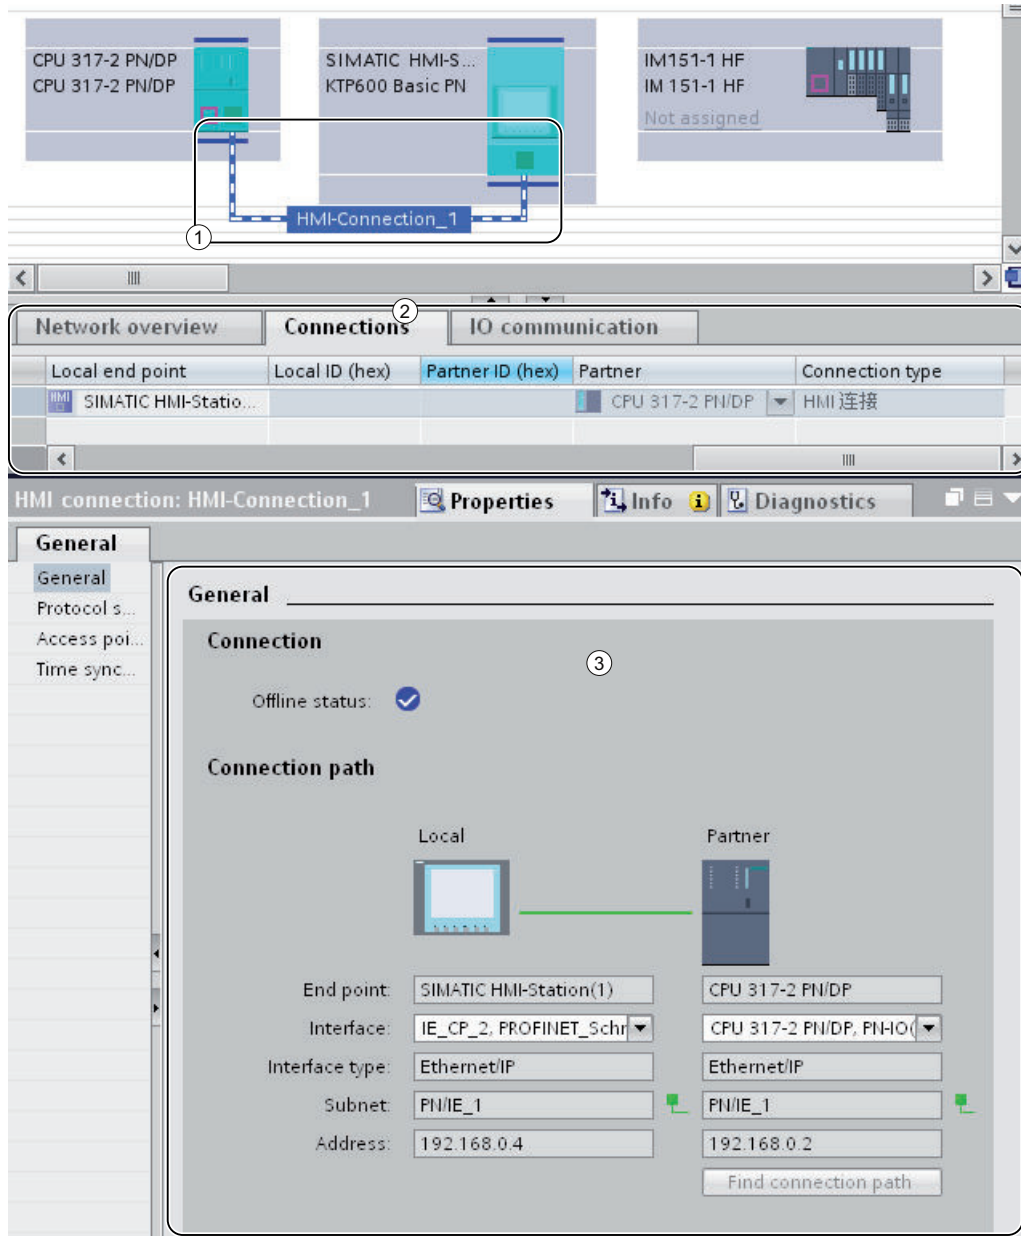 CPU 317-2 PN/DP
CPU 317-2 PN/DP
SIMATIC HMI-S...
KTP600 Basic PN
IM151-1 HF
IM 151-1 HF
Not assigned
HMI-Connection_1
1
2
Network overview Connections IO communication
Local end point Local ID (hex) Partner ID (hex) Partner Connection type
HMI SIMATIC HMI-Statio... CPU 317-2 PN/DP HMI 连接
HMI connection: HMI-Connection_1 Properties Info Diagnostics
General
General
Protocol s...
Access poi...
Time sync...
General
Connection
3
Offline status:
Connection path
Local Partner
End point: SIMATIC HMI-Station(1) CPU 317-2 PN/DP
Interface: IE_CP_2, PROFINET_Schr CPU 317-2 PN/DP, PN-IO(
Interface type: Ethernet/IP Ethernet/IP
Subnet: PN/IE_1 PN/IE_1
Address: 192.168.0.4 192.168.0.2
Find connection path